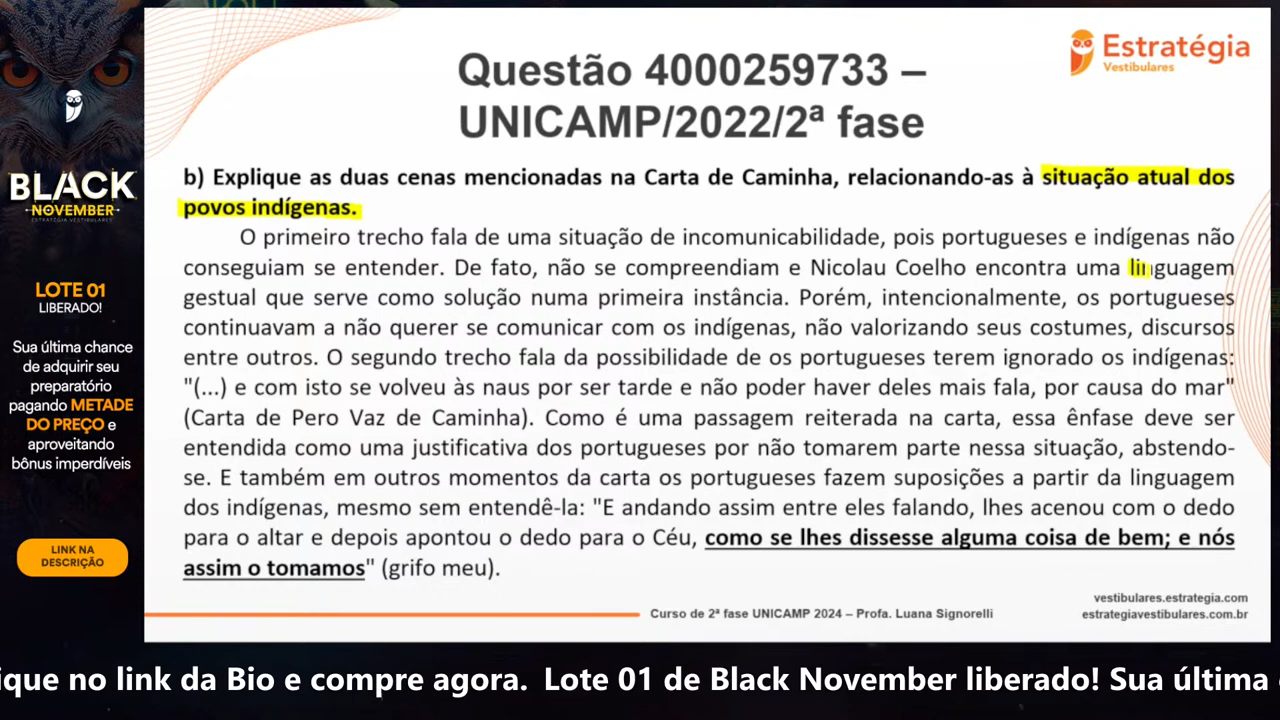 Estratégia
Vestibulares
Questão 4000259733 –
UNICAMP/2022/2ª fase
b) Explique as duas cenas mencionadas na Carta de Caminha, relacionando-as à situação atual dos
povos indígenas.
O primeiro trecho fala de uma situação de incomunicabilidade, pois portugueses e indígenas não
conseguiam se entender. De fato, não se compreendiam e Nicolau Coelho encontra uma linguagem
gestual que serve como solução numa primeira instância. Porém, intencionalmente, os portugueses
continuavam a não querer se comunicar com os indígenas, não valorizando seus costumes, discursos
entre outros. O segundo trecho fala da possibilidade de os portugueses terem ignorado os indígenas:
"(...) e com isto se volveu às naus por ser tarde e não poder haver deles mais fala, por causa do mar"
(Carta de Pero Vaz de Caminha). Como é uma passagem reiterada na carta, essa ênfase deve ser
entendida como uma justificativa dos portugueses por não tomarem parte nessa situação, abstendo-
se. E também em outros momentos da carta os portugueses fazem suposições a partir da linguagem
dos indígenas, mesmo sem entendê-la: "E andando assim entre eles falando, lhes acenou com o dedo
para o altar e depois apontou o dedo para o Céu, como se lhes dissesse alguma coisa de bem; e nós
assim o tomamos" (grifo meu).
Curso de 2ª fase UNICAMP 2024 – Profa. Luana Signorelli
vestibulares.estrategia.com
estrategiavestibulares.com.br
BLACK
NOVEMBER
ESTRATÉGIA VESTIBULARES
LOTE 01
LIBERADO!
Sua última chance
de adquirir seu
preparatório
pagando METADE
DO PREÇO e
aproveitando
bônus imperdíveis
LINK NA
DESCRIÇÃO
ique no link da Bio e compre agora. Lote 01 de Black November liberado! Sua última